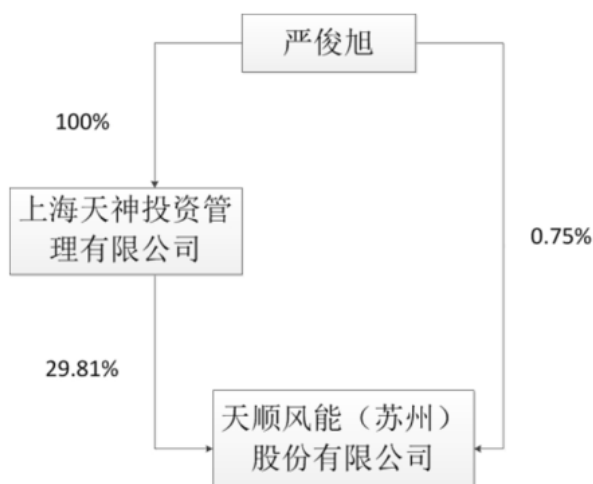 严俊旭
100%
上海天神投资管
理有限公司
0.75%
29.81%
天顺风能（苏州）
股份有限公司